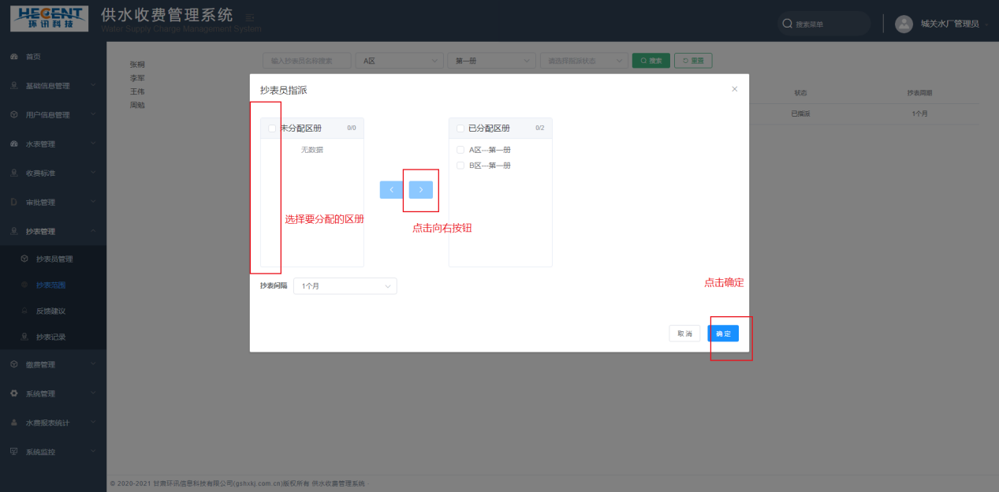 HECENT
环讯科技
供水收费管理系统
Water Supply Charge Management System
搜索菜单
城关水厂管理员
首页
基础信息管理
用户信息管理
水表管理
收费标准
审批管理
抄表管理
抄表员管理
抄表范围
反馈建议
抄表记录
缴费管理
系统管理
水费报表统计
系统监控
张桐
李军
王伟
周勉
输入抄表员名称搜索
A区
第一册
请选择指派状态
搜索
重置
状态
抄表周期
已指派
1个月
抄表员指派
未分配区册 0/0
无数据
已分配区册 0/2
A区---第一册
B区---第一册
选择要分配的区册
点击向右按钮
抄表间隔 1个月
点击确定
取消
确定
© 2020-2021 甘肃环讯信息科技有限公司(gshxkj.com.cn)版权所有 供水收费管理系统